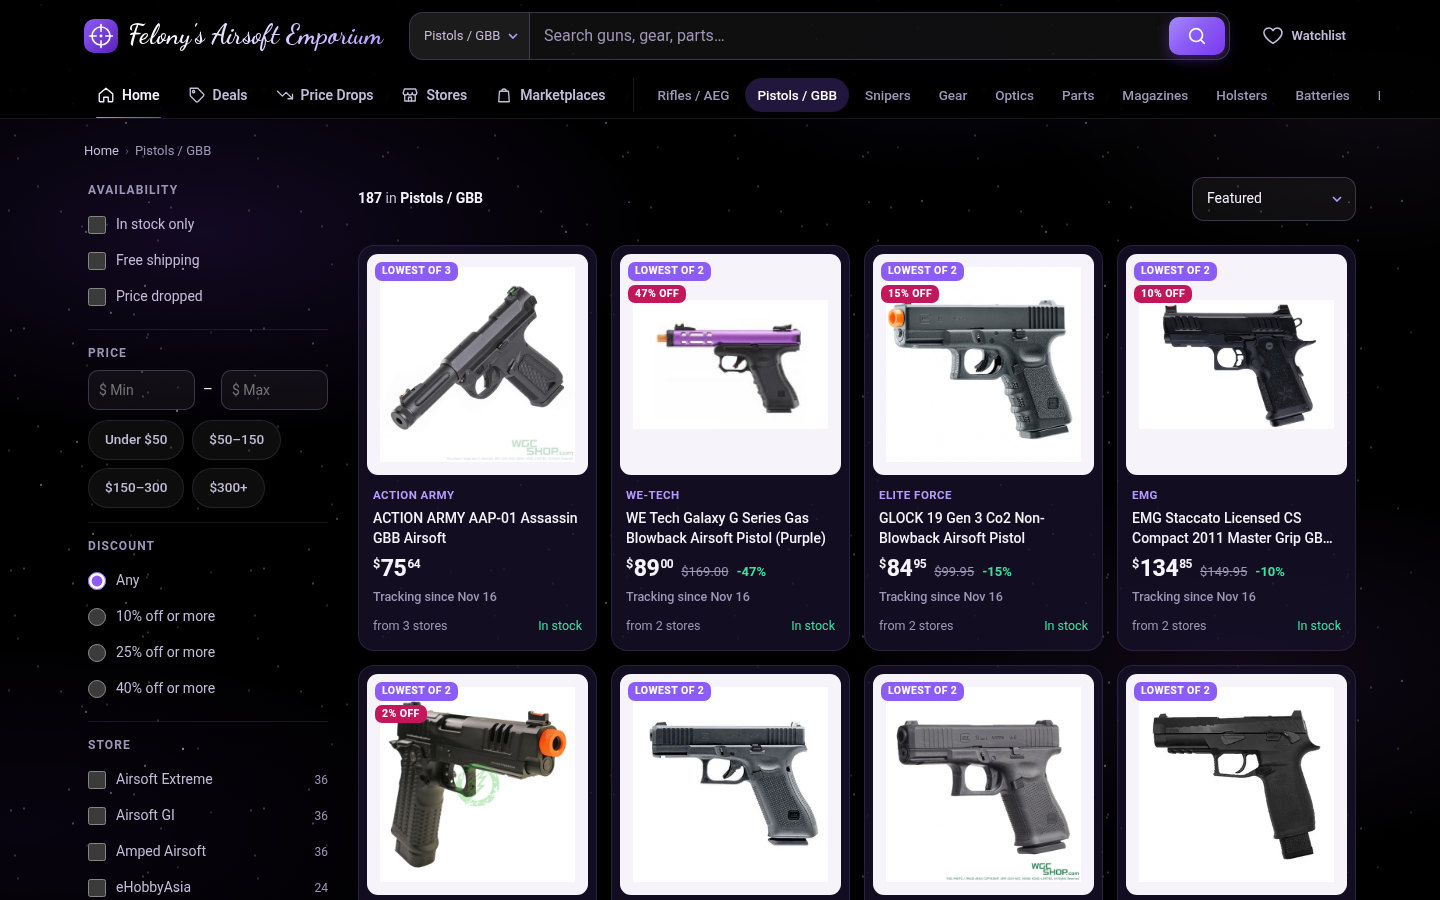 Felony's Airsoft Emporium
Pistols / GBB
Search guns, gear, parts…
Watchlist
Home
Deals
Price Drops
Stores
Marketplaces
Rifles / AEG
Pistols / GBB
Snipers
Gear
Optics
Parts
Magazines
Holsters
Batteries
Home › Pistols / GBB
AVAILABILITY
In stock only
Free shipping
Price dropped
PRICE
$ Min – $ Max
Under $50
$50–150
$150–300
$300+
DISCOUNT
Any
10% off or more
25% off or more
40% off or more
STORE
Airsoft Extreme 36
Airsoft GI 36
Amped Airsoft 36
eHobbyAsia 24
187 in Pistols / GBB
Featured
LOWEST OF 3
WGC
SHOP.com
ACTION ARMY
ACTION ARMY AAP-01 Assassin
GBB Airsoft
$7564
Tracking since Nov 16
from 3 stores
In stock
LOWEST OF 2
47% OFF
WE-TECH
WE Tech Galaxy G Series Gas
Blowback Airsoft Pistol (Purple)
$8900 $169.00 -47%
Tracking since Nov 16
from 2 stores
In stock
LOWEST OF 2
15% OFF
ELITE FORCE
GLOCK 19 Gen 3 Co2 Non-
Blowback Airsoft Pistol
$8495 $99.95 -15%
Tracking since Nov 16
from 2 stores
In stock
LOWEST OF 2
10% OFF
EMG
EMG Staccato Licensed CS
Compact 2011 Master Grip GB…
$13485 $149.95 -10%
Tracking since Nov 16
from 2 stores
In stock
LOWEST OF 2
2% OFF
LOWEST OF 2
LOWEST OF 2
WGC
SHOP.com
LOWEST OF 2